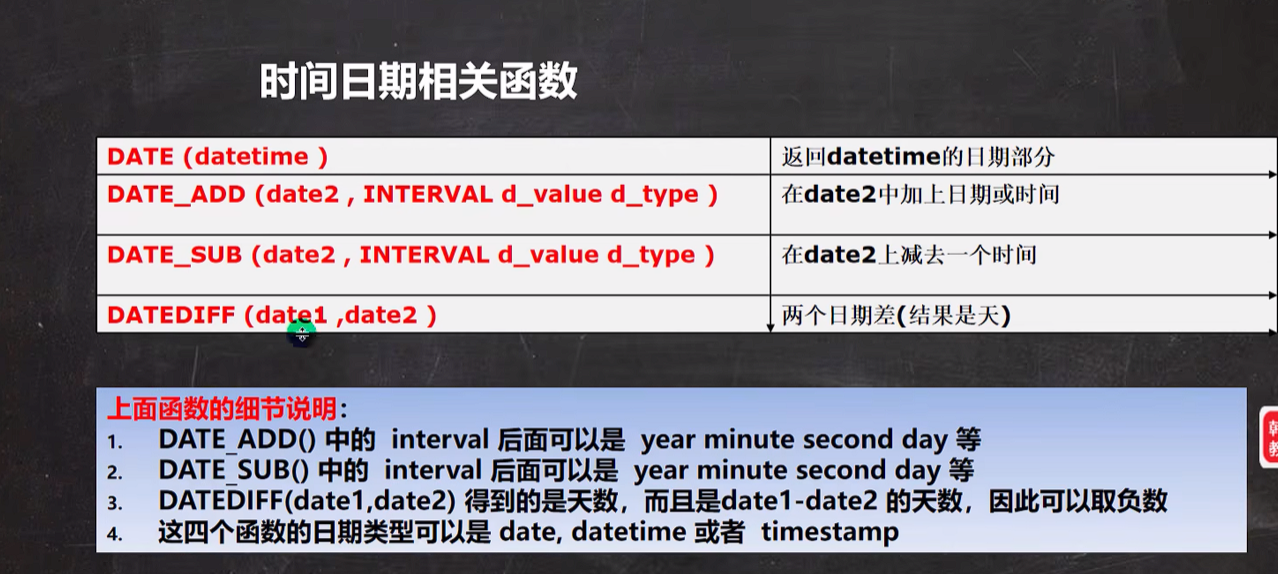 时间日期相关函数
DATE (datetime )
返回datetime的日期部分
DATE_ADD (date2 , INTERVAL d_value d_type )
在date2中加上日期或时间
DATE_SUB (date2 , INTERVAL d_value d_type )
在date2上减去一个时间
DATEDIFF (date1 ,date2 )
两个日期差(结果是天)
上面函数的细节说明:
1. DATE_ADD() 中的 interval 后面可以是 year minute second day 等
2. DATE_SUB() 中的 interval 后面可以是 year minute second day 等
3. DATEDIFF(date1,date2) 得到的是天数，而且是date1-date2 的天数，因此可以取负数
4. 这四个函数的日期类型可以是 date, datetime 或者 timestamp